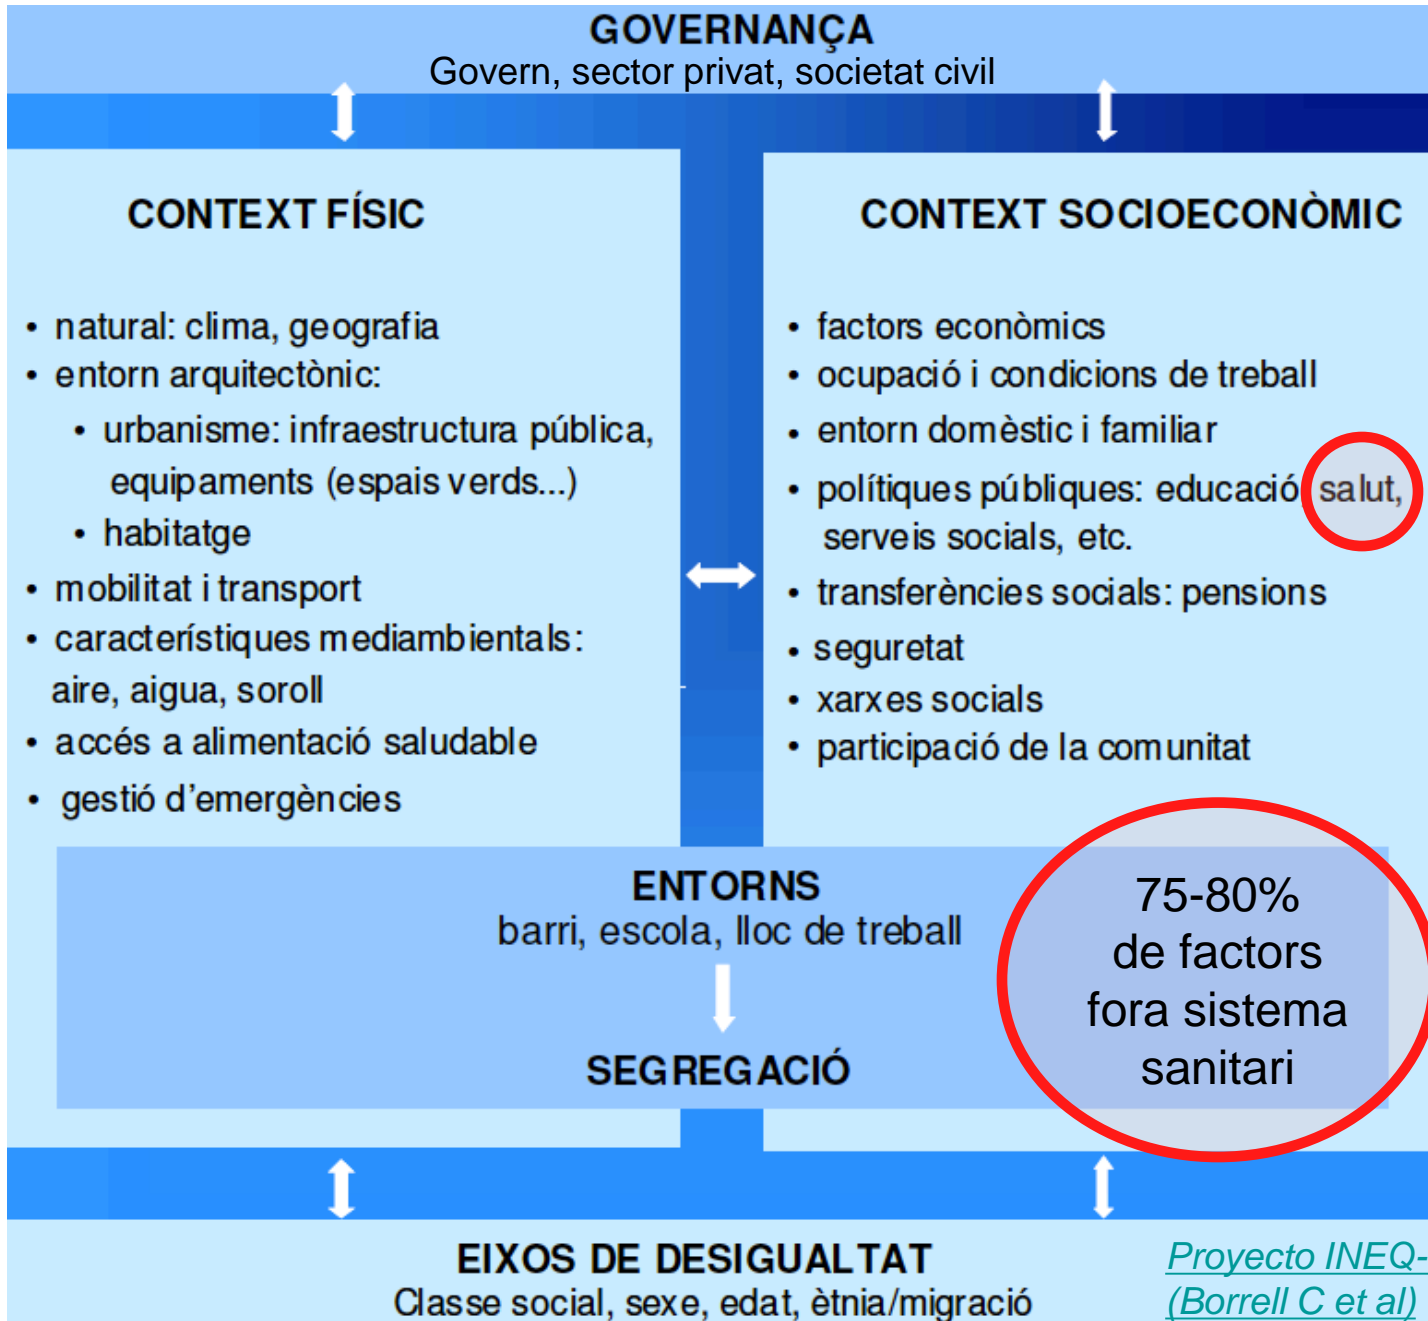 GOVERNANÇA
Govern, sector privat, societat civil
CONTEXT FÍSIC
• natural: clima, geografia
• entorn arquitectònic:
• urbanisme: infraestructura pública,
equipaments (espais verds...)
• habitatge
• mobilitat i transport
• característiques mediambientals:
aire, aigua, soroll
• accés a alimentació saludable
• gestió d'emergències
CONTEXT SOCIOECONÒMIC
• factors econòmics
• ocupació i condicions de treball
• entorn domèstic i familiar
• polítiques públiques: educació, salut,
serveis socials, etc.
• transferències socials: pensions
• seguretat
• xarxes socials
• participació de la comunitat
ENTORNS
barri, escola, lloc de treball
SEGREGACIÓ
75-80%
de factors
fora sistema
sanitari
EIXOS DE DESIGUALTAT
Classe social, sexe, edat, ètnia/migració
Proyecto INEQ-
(Borrell C et al)